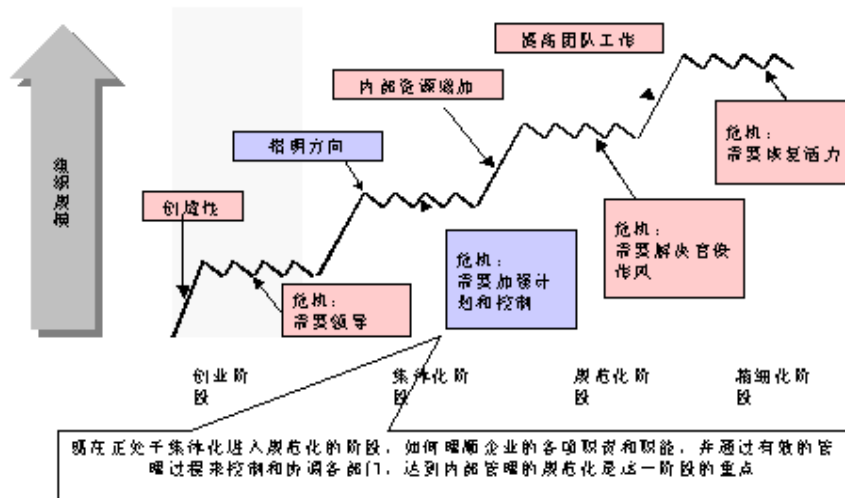 提高团队工作
内部资源增加
指明方向
创造性
组织规模
危机：
需要恢复活力
危机：
需要解决官僚
作风
危机：
需要加强计
划和控制
危机：
需要领导
创业阶
段
集体化阶
段
规范化阶
段
精细化阶
段
现在正处于集体化进入规范化的阶段，如何理顺企业的各项职责和职能，并通过有效的管
理过程来控制和协调各部门，达到内部管理的规范化是这一阶段的重点